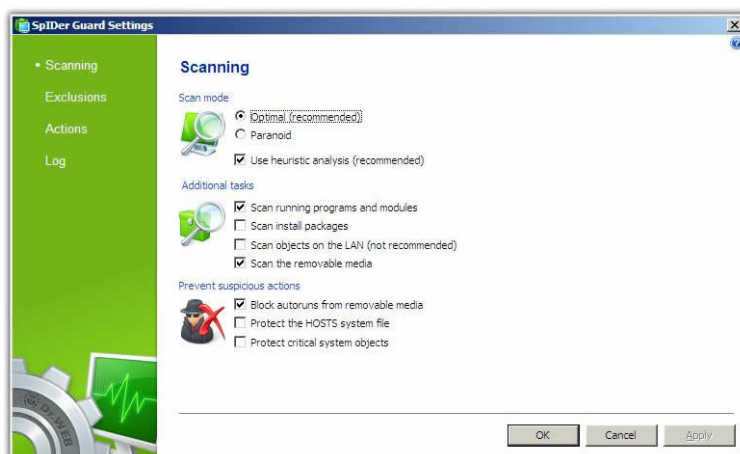 SpIDer Guard Settings
Scanning
Exclusions
Actions
Log
Scanning
Scan mode
Optimal (recommended)
Paranoid
Use heuristic analysis (recommended)
Additional tasks
Scan running programs and modules
Scan install packages
Scan objects on the LAN (not recommended)
Scan the removable media
Prevent suspicious actions
Block autoruns from removable media
Protect the HOSTS system file
Protect critical system objects
Dr.WEB
OK
Cancel
Apply